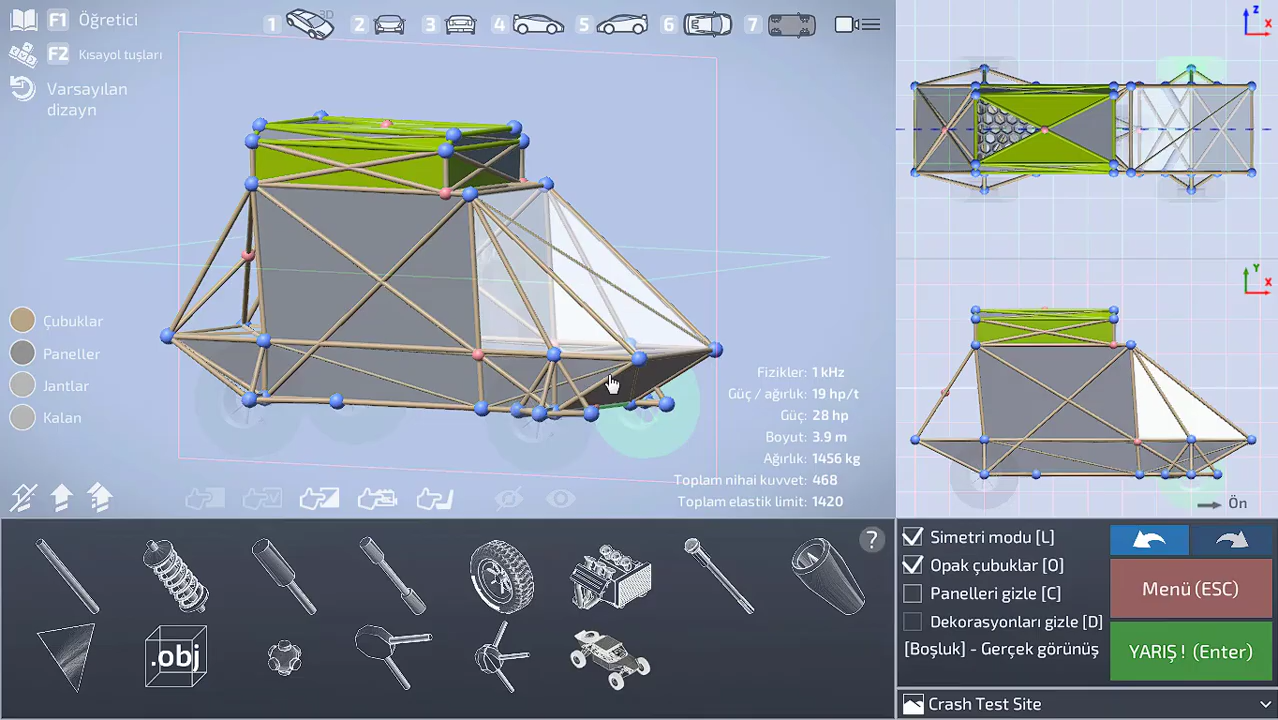 F1 Öğretici
F2 Kısayol tuşları
Varsayılan
dizayn
1 3D 2 3 4 5 6 7
Z
X
Y
X
Çubuklar
Paneller
Jantlar
Kalan
Fizikler: 1 kHz
Güç / ağırlık: 19 hp/t
Güç: 28 hp
Boyut: 3.9 m
Ağırlık: 1456 kg
Toplam nihai kuvvet: 468
Toplam elastik limit: 1420
Ön
?
.obj
Simetri modu [L]
Opak çubuklar [O]
Panelleri gizle [C]
Dekorasyonları gizle [D]
[Boşluk] - Gerçek görünüş
Menü (ESC)
YARIŞ! (Enter)
Crash Test Site